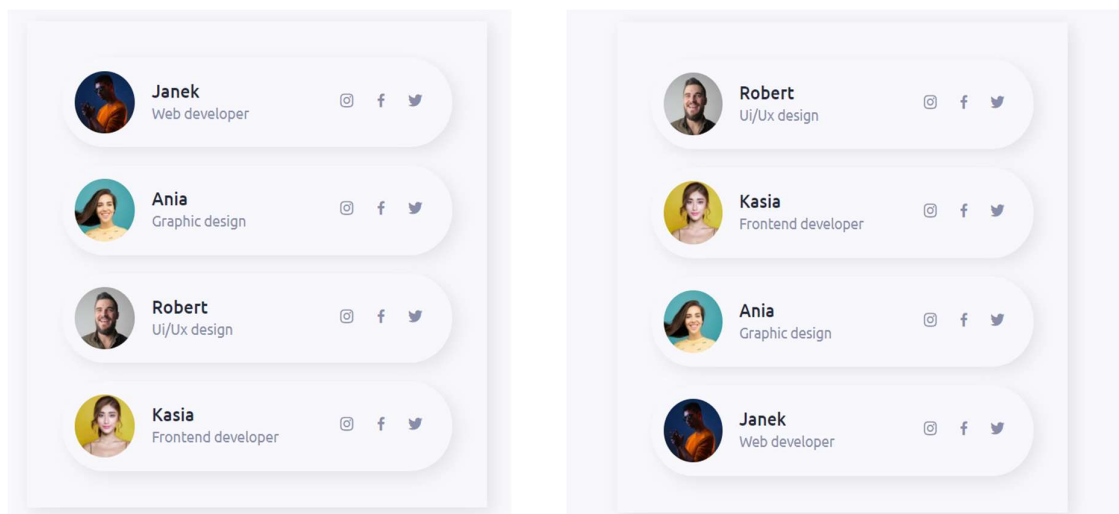 Janek
Web developer
Ania
Graphic design
Robert
Ui/Ux design
Kasia
Frontend developer
Robert
Ui/Ux design
Kasia
Frontend developer
Ania
Graphic design
Janek
Web developer